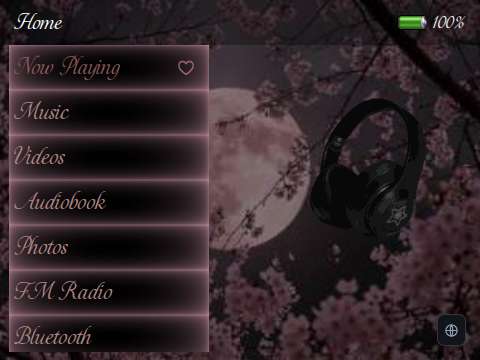 Home
100%
Now Playing
Music
Videos
Audiobook
Photos
FM Radio
Bluetooth